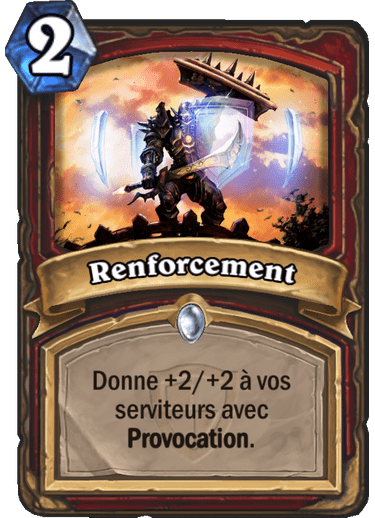 2
Renforcement
Donne +2/+2 à vos
serviteurs avec
Provocation.